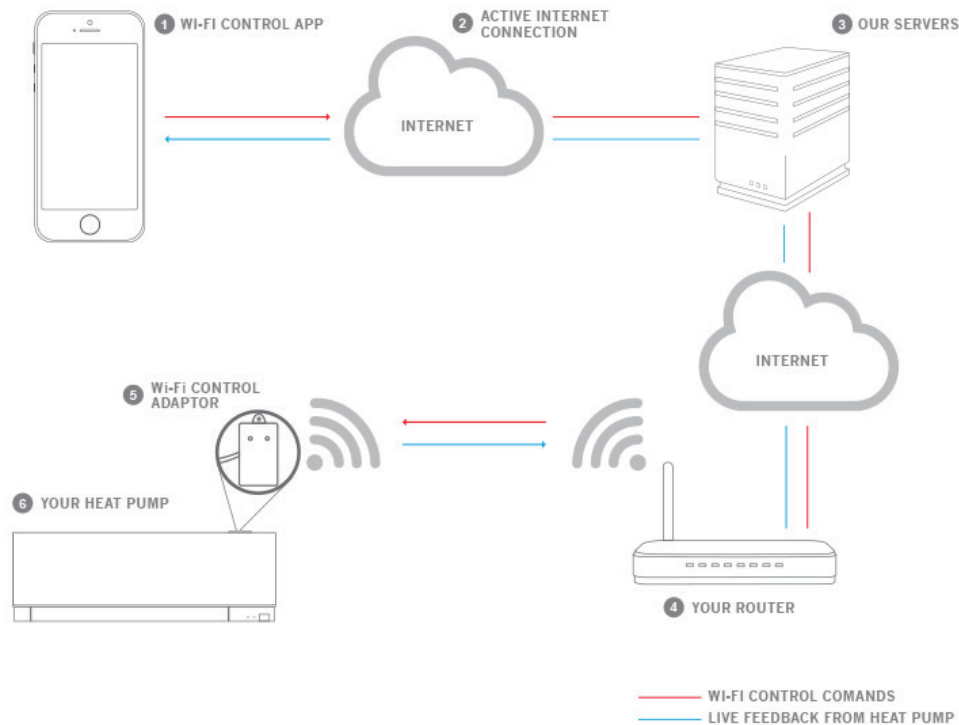 1 WI-FI CONTROL APP
2 ACTIVE INTERNET
CONNECTION
3 OUR SERVERS
INTERNET
INTERNET
5 Wi-Fi CONTROL
ADAPTOR
6 YOUR HEAT PUMP
4 YOUR ROUTER
WI-FI CONTROL COMANDS
LIVE FEEDBACK FROM HEAT PUMP